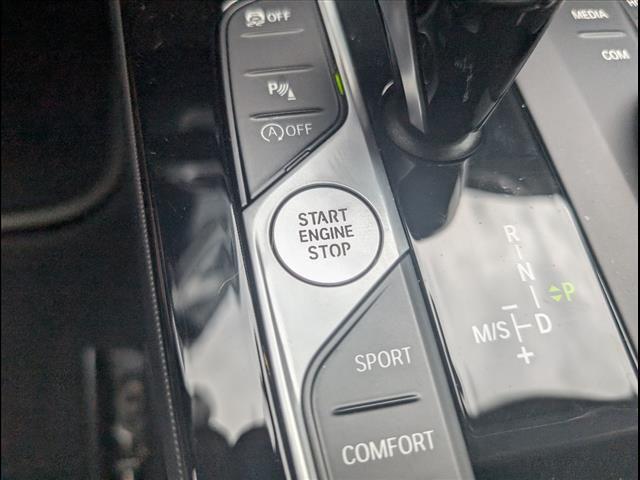 OFF
P
A OFF
START
ENGINE
STOP
SPORT
COMFORT
MEDIA
COM
R
N
P
M/S
D
+